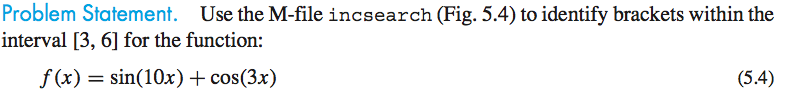 Problem Statement. Use the M-file incsearch (Fig. 5.4) to identify brackets within the
interval [3, 6] for the function:
f(x) = sin(10x) + cos(3x) (5.4)